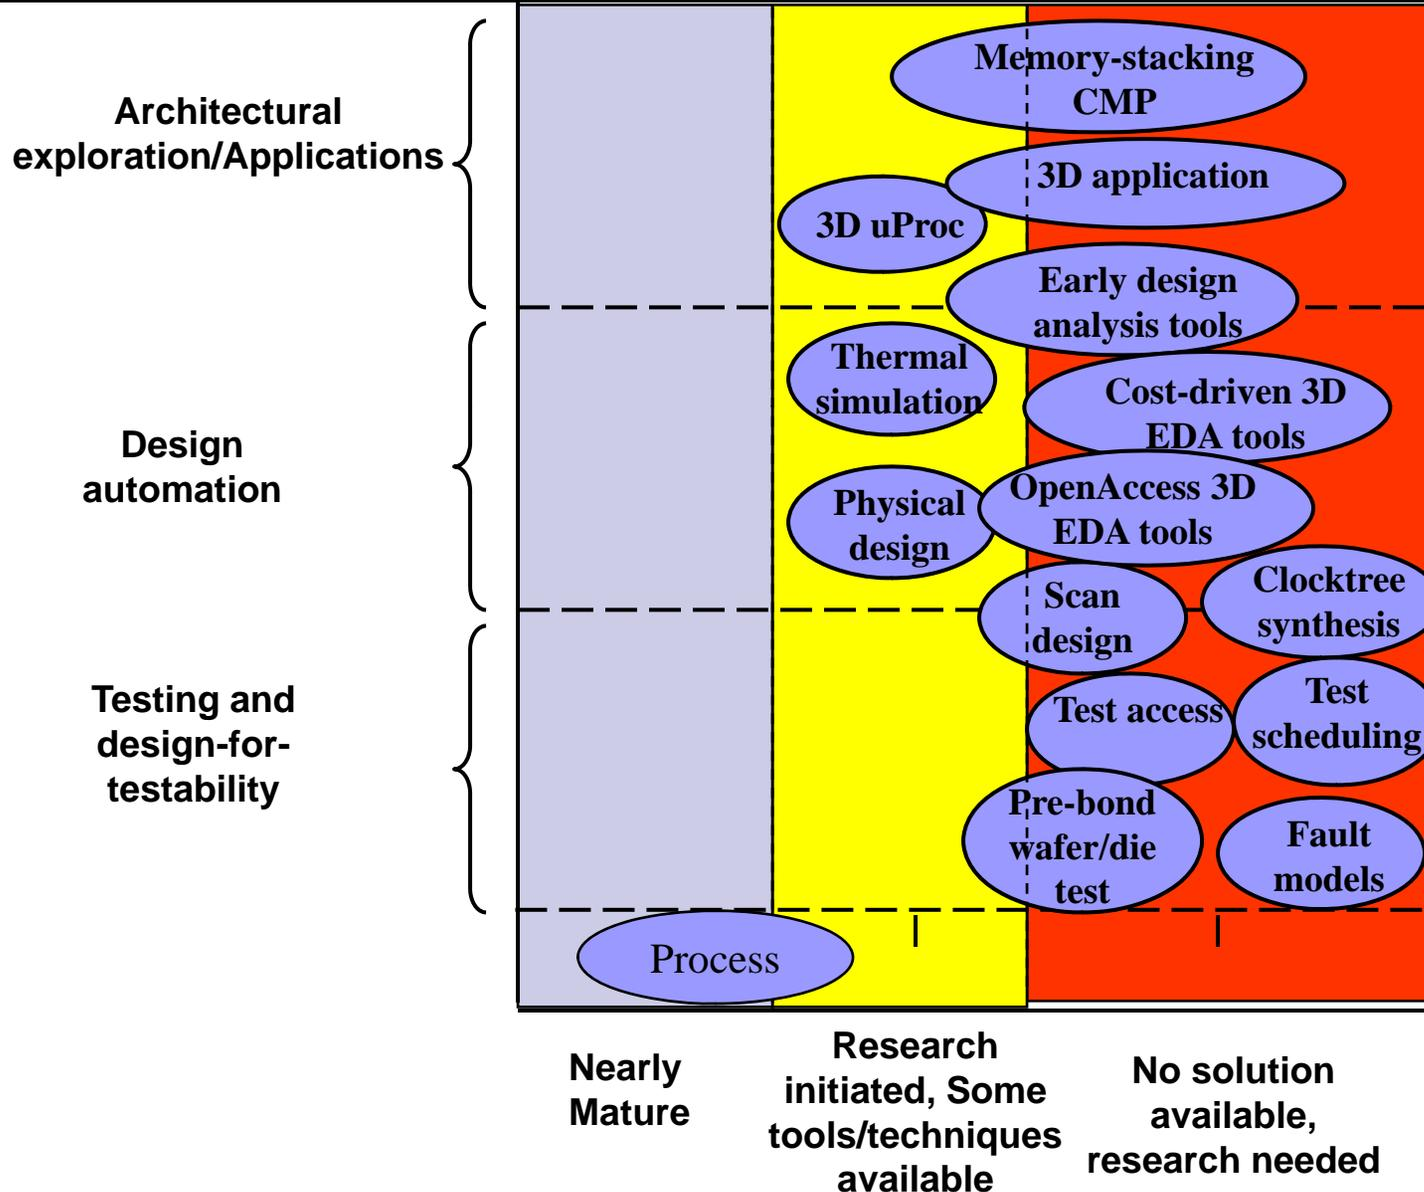 Architectural
exploration/Applications
Memory-stacking
CMP
3D application
3D uProc
Early design
analysis tools
Design
automation
Thermal
simulation
Cost-driven 3D
EDA tools
Physical
design
OpenAccess 3D
EDA tools
Scan
design
Clocktree
synthesis
Testing and
design-for-
testability
Test access
Test
scheduling
Pre-bond
wafer/die
test
Fault
models
Process
Nearly
Mature
Research
initiated, Some
tools/techniques
available
No solution
available,
research needed